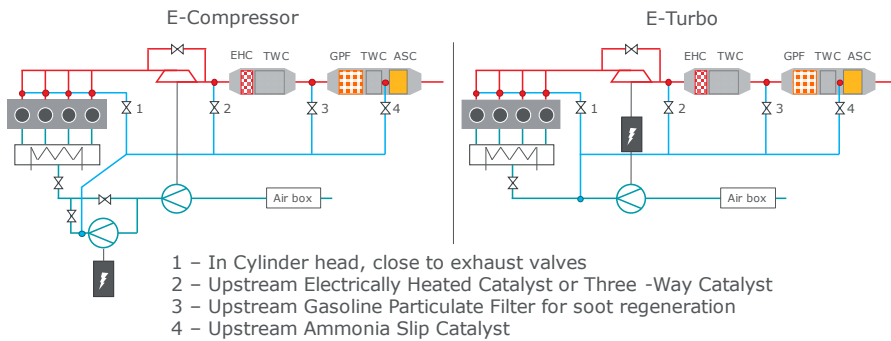 E-Compressor
E-Turbo
EHC TWC GPF TWC ASC
EHC TWC GPF TWC ASC
1 2 3 4
1 2 3 4
Air box
Air box
1 – In Cylinder head, close to exhaust valves
2 – Upstream Electrically Heated Catalyst or Three -Way Catalyst
3 – Upstream Gasoline Particulate Filter for soot regeneration
4 – Upstream Ammonia Slip Catalyst